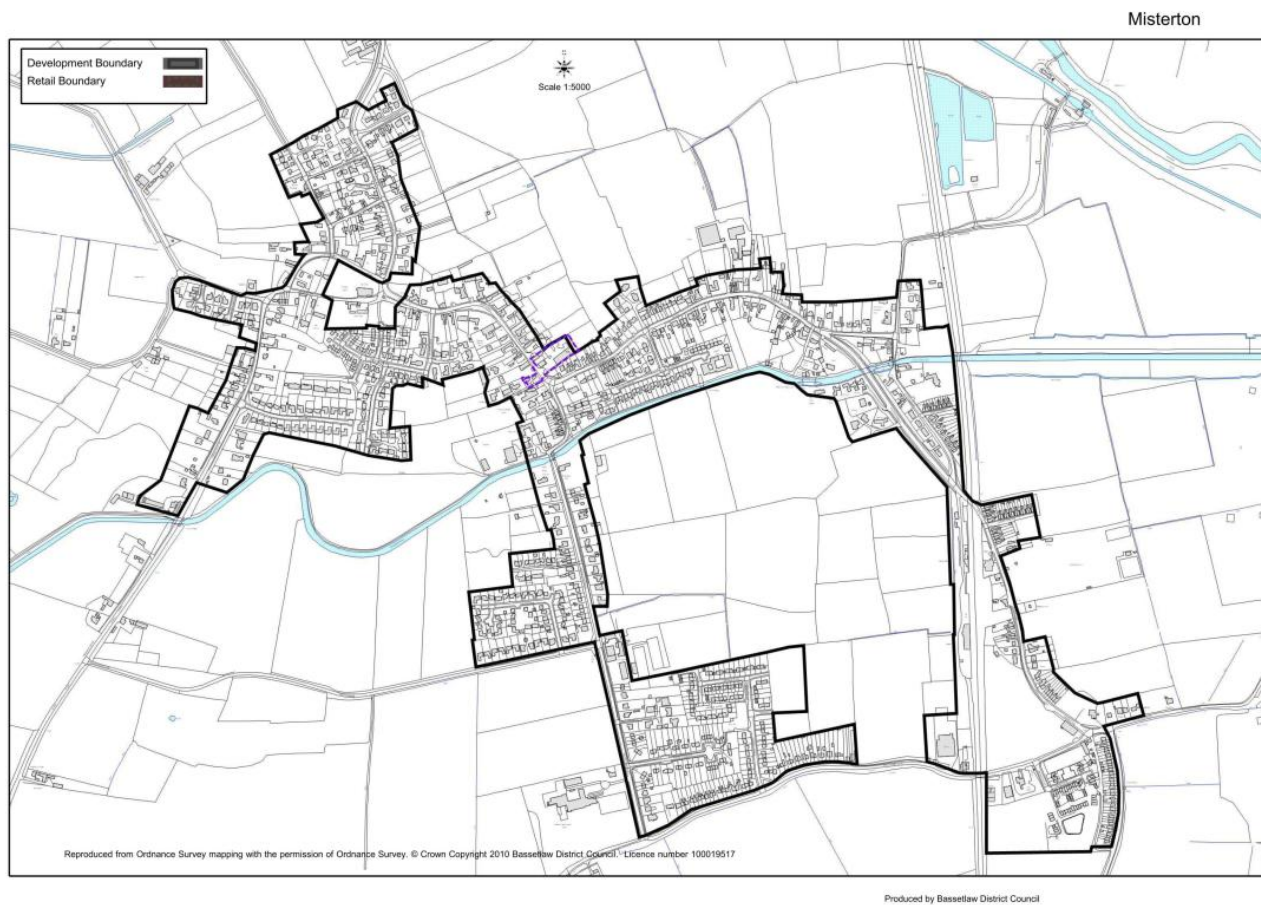 Misterton
Development Boundary
Retail Boundary
Scale 1:5000
Reproduced from Ordnance Survey mapping with the permission of Ordnance Survey. © Crown Copyright 2010 Bassetlaw District Council. Licence number 100019517
Produced by Bassetlaw District Council